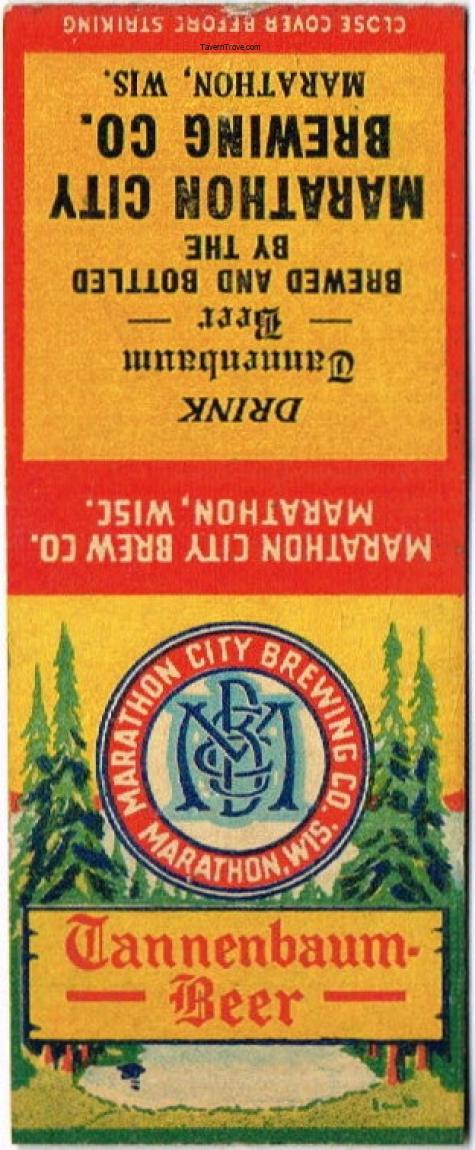 CLOSE COVER BEFORE STRIKING
TavernTrove.com
DRINK
Tannenbaum
— Beer —
BREWED AND BOTTLED
BY THE
MARATHON CITY
BREWING CO.
MARATHON, WIS.
MARATHON CITY BREW CO.
MARATHON, WISC.
MARATHON CITY BREWING CO.
MARATHON, WIS.
MBC
Tannenbaum-
— Beer —